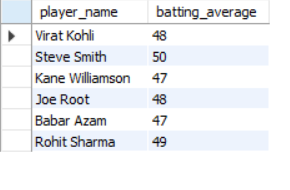 player_name batting_average
Virat Kohli 48
Steve Smith 50
Kane Williamson 47
Joe Root 48
Babar Azam 47
Rohit Sharma 49